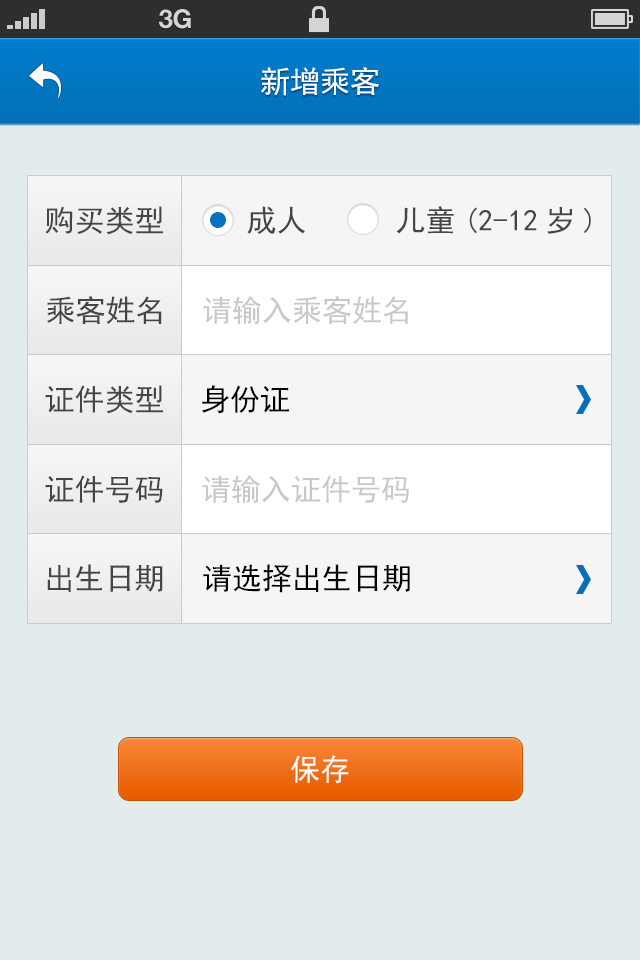 3G
新增乘客
购买类型 成人 儿童 (2-12 岁 )
乘客姓名 请输入乘客姓名
证件类型 身份证
证件号码 请输入证件号码
出生日期 请选择出生日期
保存